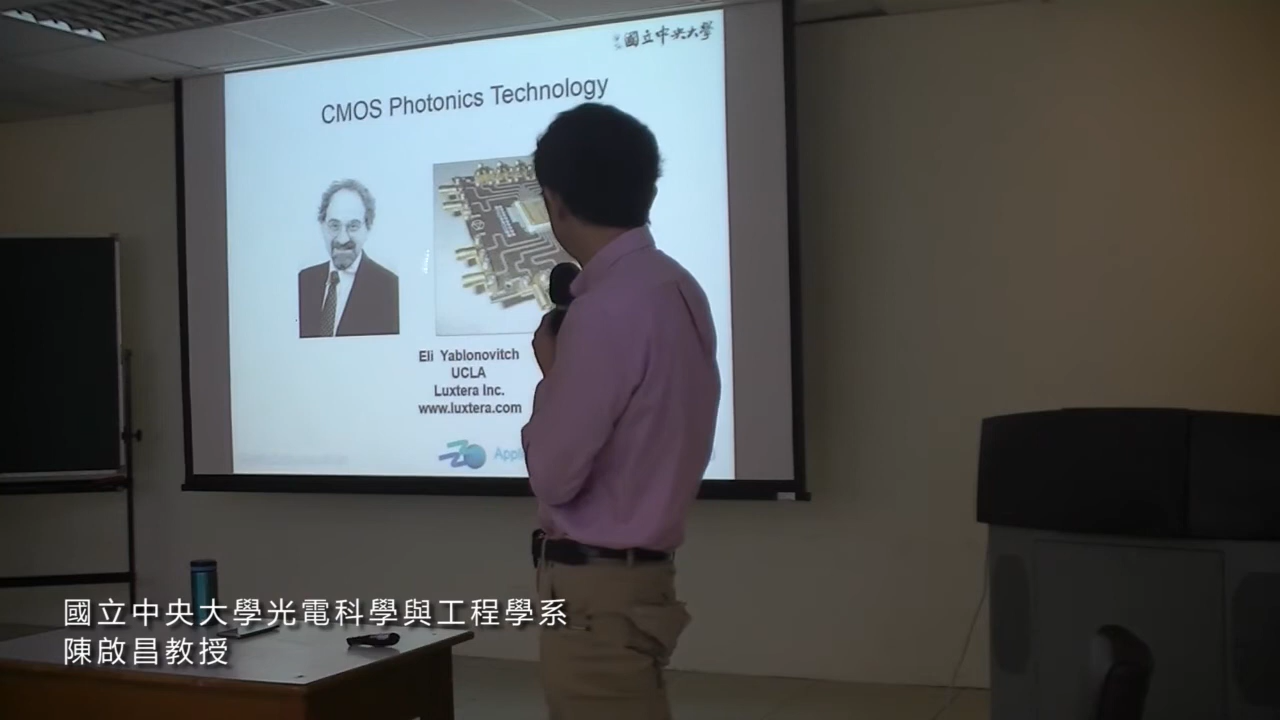 國立中央大學
CMOS Photonics Technology
Eli Yablonovitch
UCLA
Luxtera Inc.
www.luxtera.com
國立中央大學光電科學與工程學系
陳啟昌教授